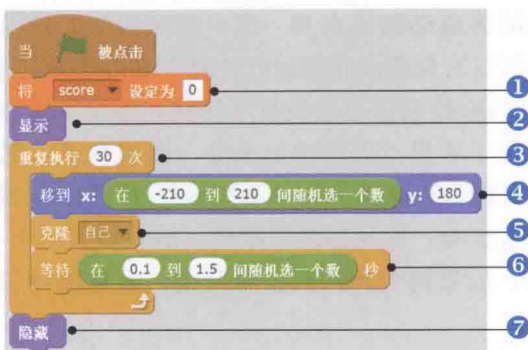 当 被点击
将 score 设定为 0 1
显示 2
重复执行 30 次 3
移到 x: 在 -210 到 210 间随机选一个数 y: 180 4
克隆 自己 5
等待 在 0.1 到 1.5 间随机选一个数 秒 6
隐藏 7